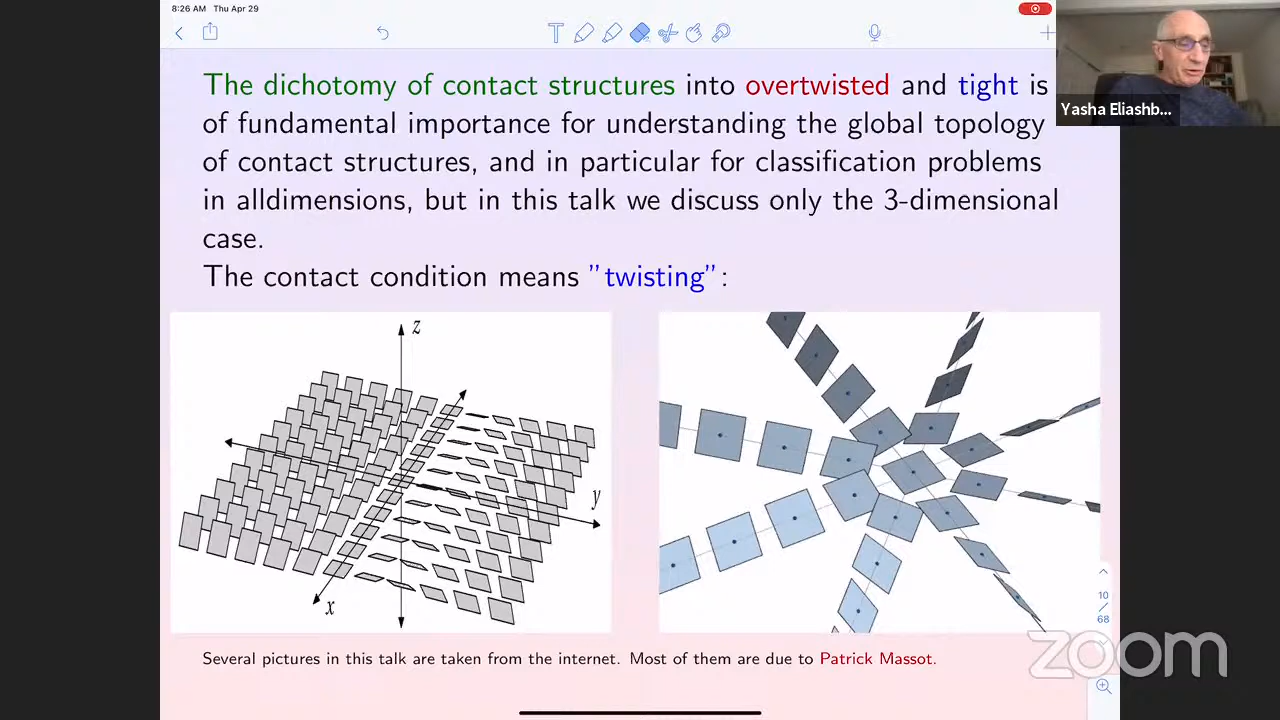 8:26 AM Thu Apr 29
The dichotomy of contact structures into overtwisted and tight is
of fundamental importance for understanding the global topology
of contact structures, and in particular for classification problems
in alldimensions, but in this talk we discuss only the 3-dimensional
case.
The contact condition means "twisting":
z
y
x
Several pictures in this talk are taken from the internet. Most of them are due to Patrick Massot.
10
/
68
Yasha Eliashb...
zoom